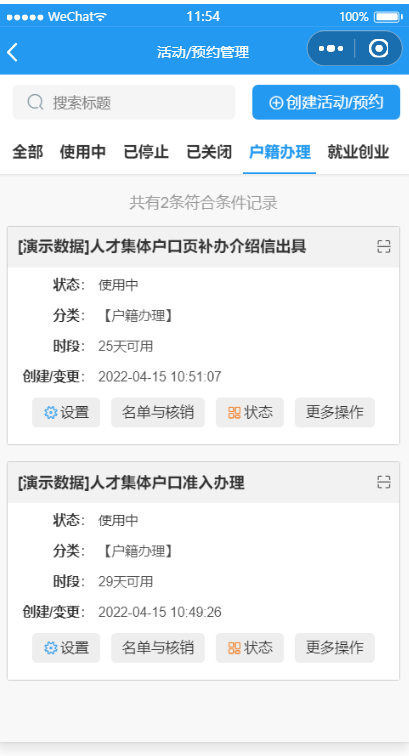 WeChat 11:54 100%
活动/预约管理
搜索标题 创建活动/预约
全部 使用中 已停止 已关闭 户籍办理 就业创业
共有2条符合条件记录
[演示数据]人才集体户口页补办介绍信出具
状态： 使用中
分类： 【户籍办理】
时段： 25天可用
创建/变更： 2022-04-15 10:51:07
设置 名单与核销 状态 更多操作
[演示数据]人才集体户口准入办理
状态： 使用中
分类： 【户籍办理】
时段： 29天可用
创建/变更： 2022-04-15 10:49:26
设置 名单与核销 状态 更多操作